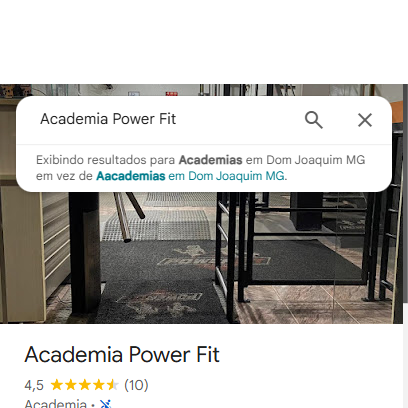 Academia Power Fit
Exibindo resultados para Academias em Dom Joaquim MG
em vez de Aacademias em Dom Joaquim MG.
POWER
Academia Power Fit
4,5 (10)
Academia ·